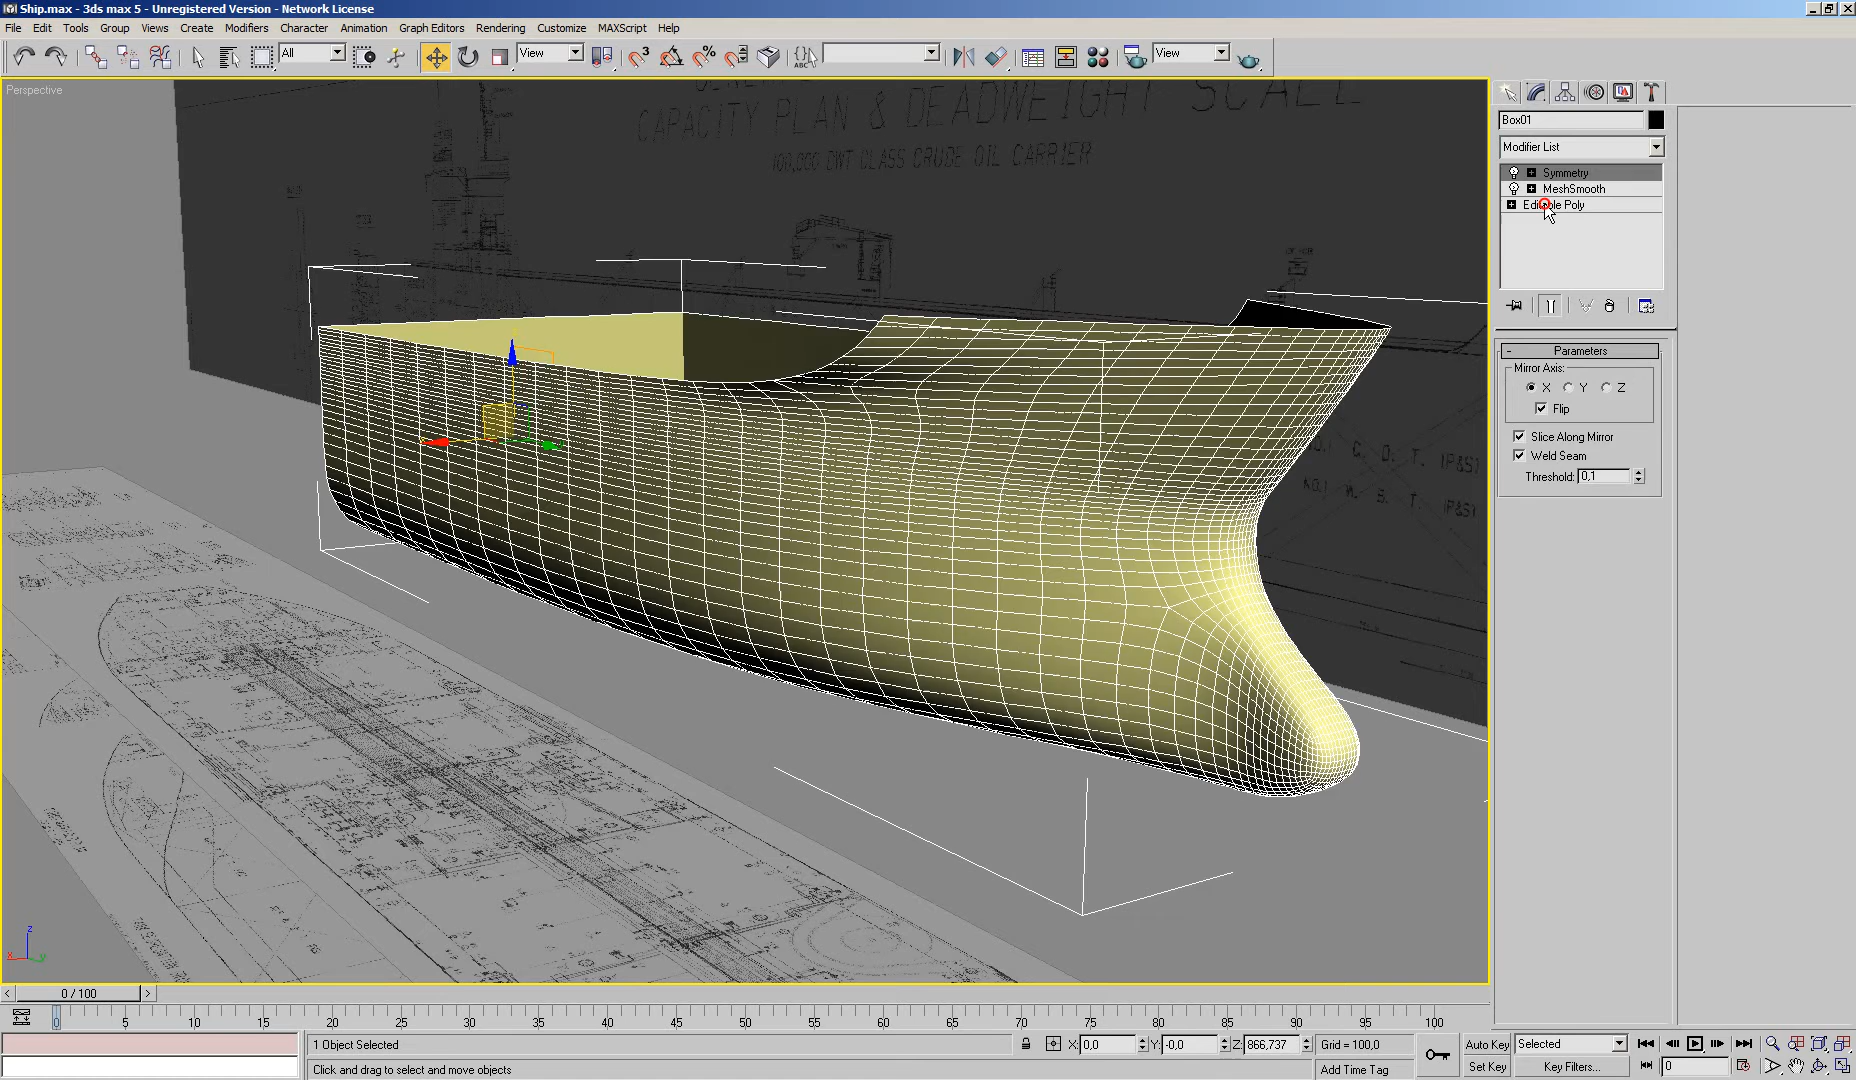 Ship.max - 3ds max 5 - Unregistered Version - Network License
File Edit Tools Group Views Create Modifiers Character Animation Graph Editors Rendering Customize MAXScript Help
All View 3 % ABC View
Perspective
CAPACITY PLAN & DEADWEIGHT SCALE
100,000 DWT CLASS CRUDE OIL CARRIER
Box01
Modifier List
Symmetry
MeshSmooth
Editable Poly
Parameters
Mirror Axis:
X Y Z
Flip
Slice Along Mirror
Weld Seam
Threshold: 0,1
z
x y
0 / 100
0 5 10 15 20 25 30 35 40 45 50 55 60 65 70 75 80 85 90 95 100
1 Object Selected X: 0,0 Y: -0,0 Z: 866,737 Grid = 100,0 Auto Key Selected
Click and drag to select and move objects Add Time Tag Set Key Key Filters... 0